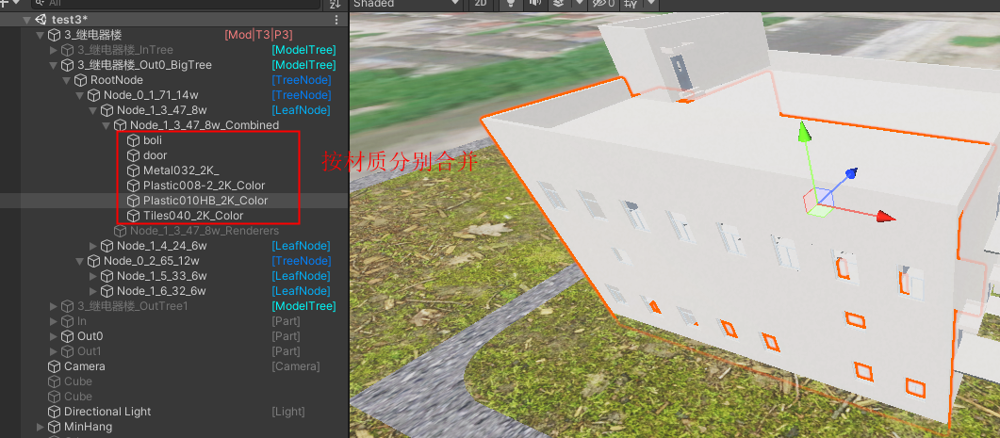 All
Shaded
2D
0
test3*
3_继电器楼 [Mod|T3|P3]
3_继电器楼_InTree [ModelTree]
3_继电器楼_Out0_BigTree [ModelTree]
RootNode [TreeNode]
Node_0_1_71_14w [TreeNode]
Node_1_3_47_8w [LeafNode]
Node_1_3_47_8w_Combined
boli
door
Metal032_2K_
Plastic008-2_2K_Color
Plastic010HB_2K_Color
Tiles040_2K_Color
按材质分别合并
Node_1_3_47_8w_Renderers
Node_1_4_24_6w [LeafNode]
Node_0_2_65_12w [TreeNode]
Node_1_5_33_6w [LeafNode]
Node_1_6_32_6w [LeafNode]
3_继电器楼_OutTree1 [ModelTree]
In [Part]
Out0 [Part]
Out1 [Part]
Camera [Camera]
Cube
Cube
Directional Light [Light]
MinHang